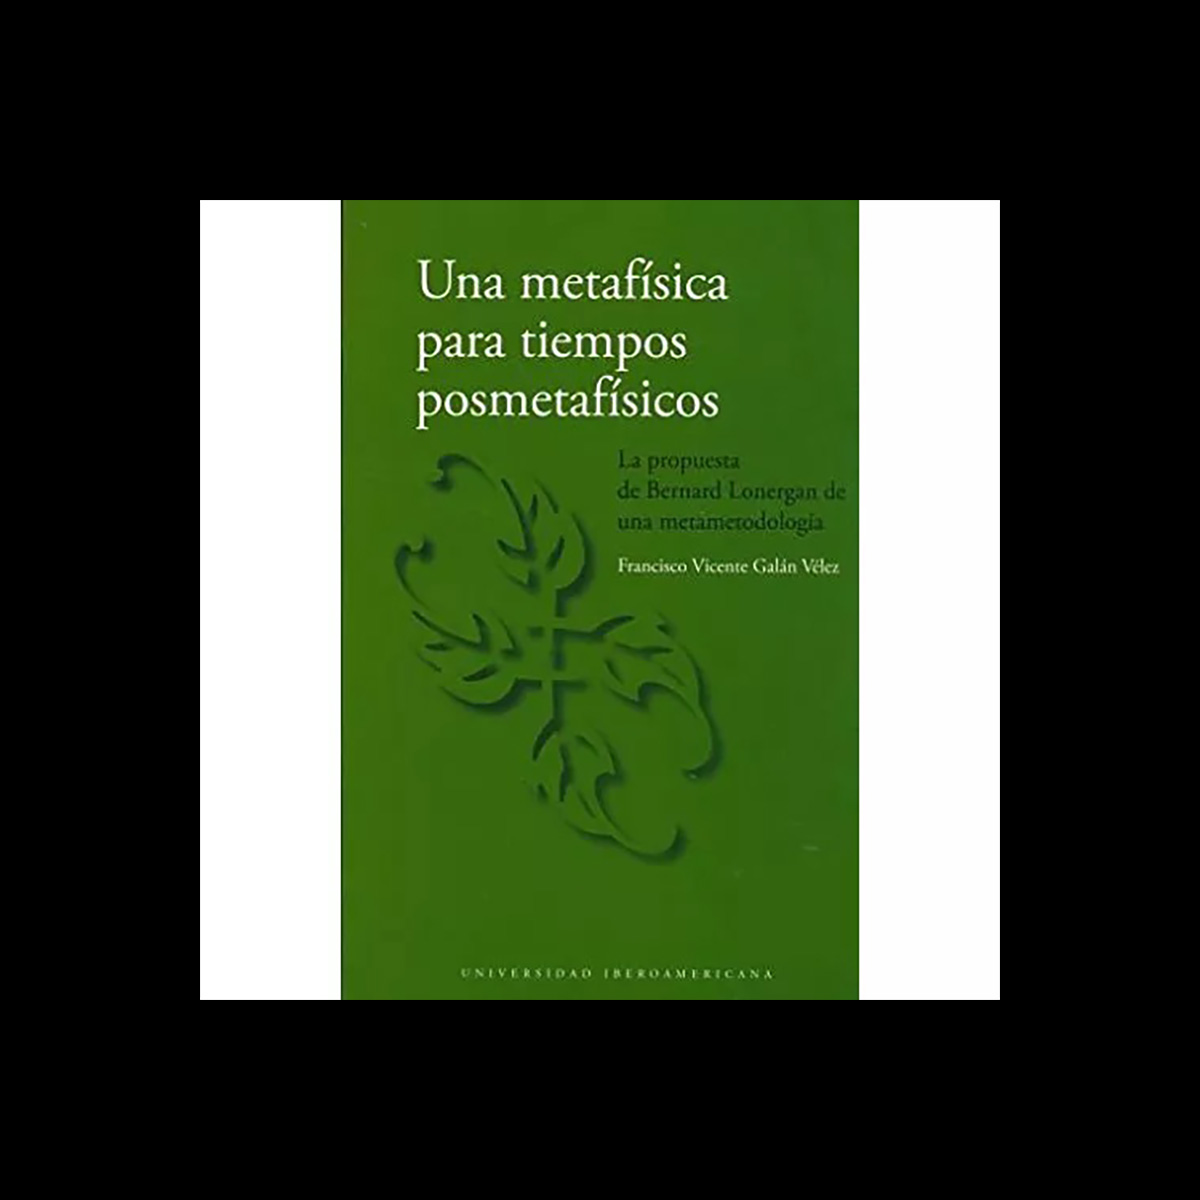 Una metafísica
para tiempos
posmetafísicos
La propuesta
de Bernard Lonergan de
una metametodología
Francisco Vicente Galán Vélez
UNIVERSIDAD IBEROAMERICANA